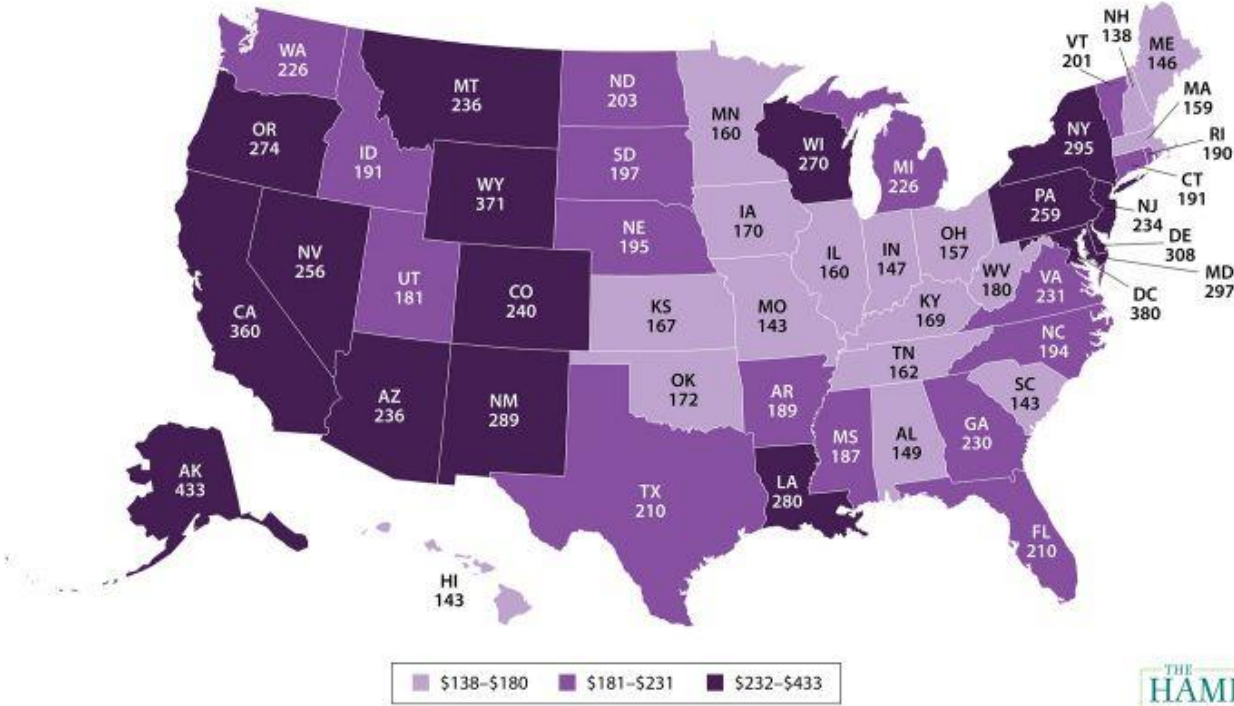 WA
226
MT
236
ND
203
MN
160
VT
201
NH
138
ME
146
MA
159
RI
190
CT
191
NY
295
NJ
234
DE
308
MD
297
DC
380
OR
274
ID
191
WY
371
SD
197
WI
270
MI
226
PA
259
NE
195
IA
170
IL
160
IN
147
OH
157
WV
180
VA
231
NV
256
UT
181
CO
240
CA
360
KS
167
MO
143
KY
169
NC
194
TN
162
SC
143
AZ
236
NM
289
OK
172
AR
189
MS
187
AL
149
GA
230
AK
433
TX
210
LA
280
FL
210
HI
143
$138–$180 $181–$231 $232–$433
THE